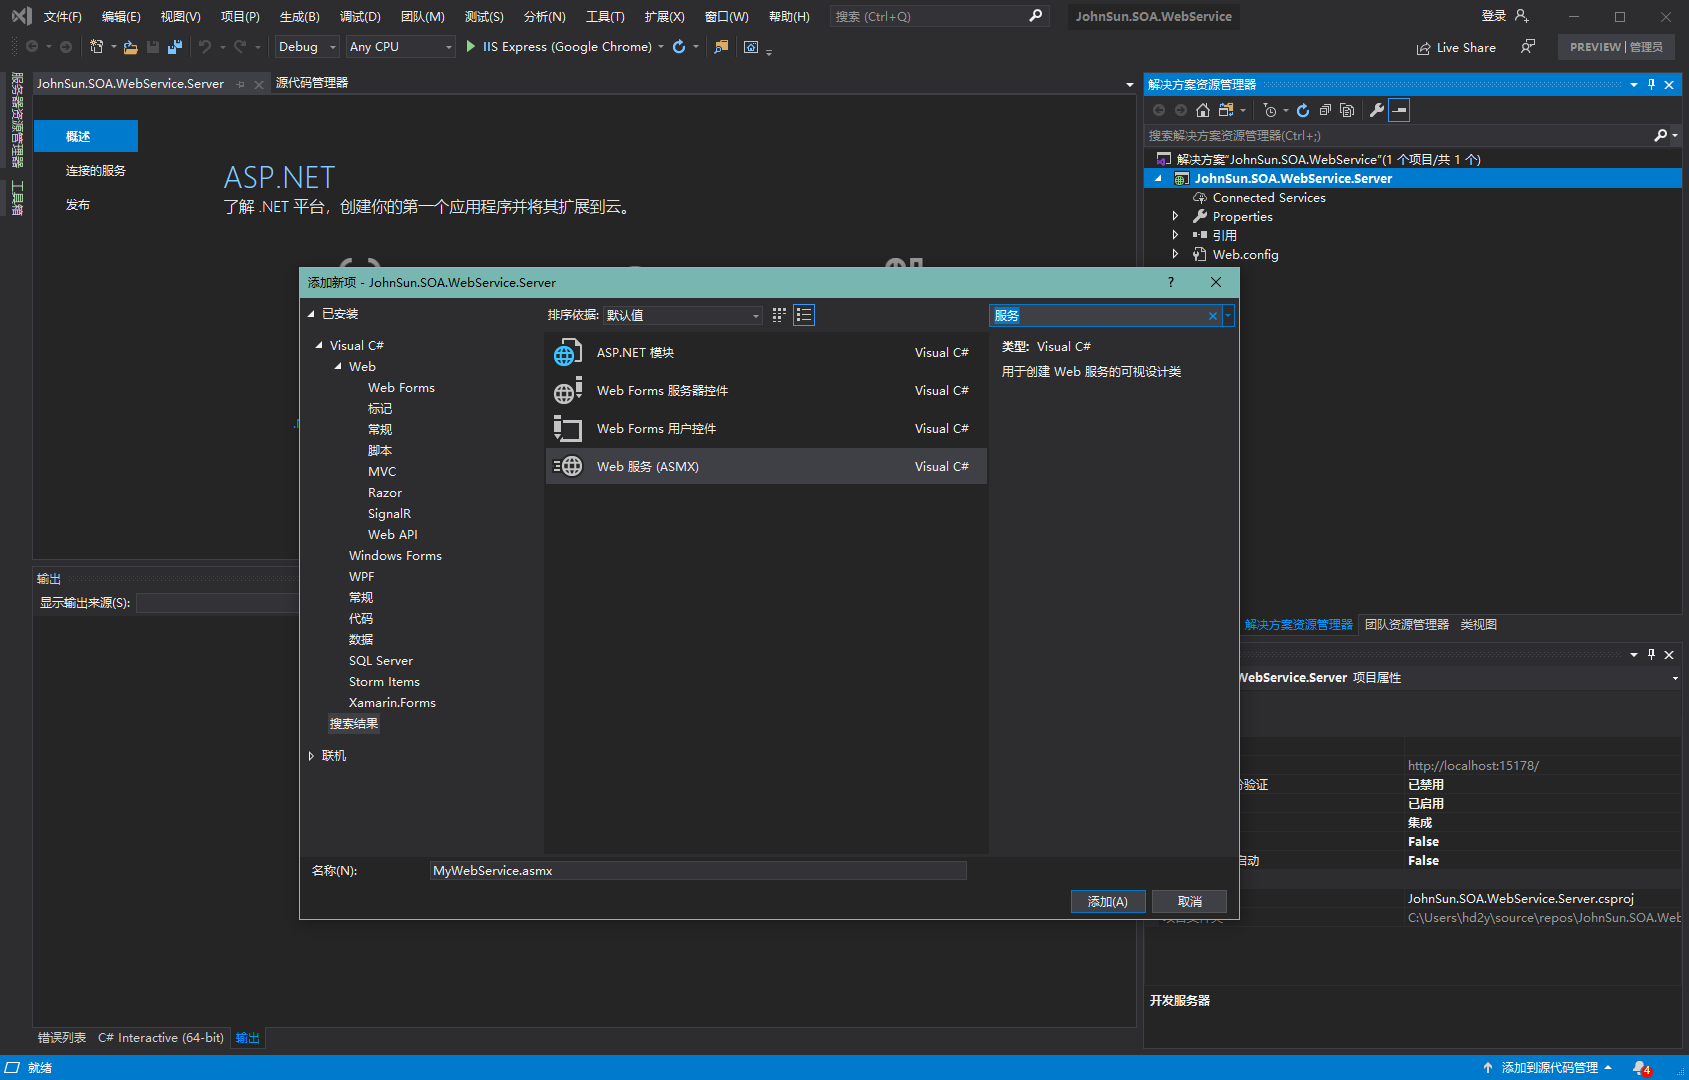 文件(F) 编辑(E) 视图(V) 项目(P) 生成(B) 调试(D) 团队(M) 测试(S) 分析(N) 工具(T) 扩展(X) 窗口(W) 帮助(H) 搜索 (Ctrl+Q) JohnSun.SOA.WebService 登录
Debug Any CPU IIS Express (Google Chrome) Live Share PREVIEW 管理员
服务器资源管理器
工具箱
JohnSun.SOA.WebService.Server 源代码管理器
概述
连接的服务
发布
ASP.NET
了解 .NET 平台，创建你的第一个应用程序并将其扩展到云。
解决方案资源管理器
搜索解决方案资源管理器(Ctrl+;)
解决方案"JohnSun.SOA.WebService"(1 个项目/共 1 个)
JohnSun.SOA.WebService.Server
Connected Services
Properties
引用
Web.config
添加新项 - JohnSun.SOA.WebService.Server ?
已安装
Visual C#
Web
Web Forms
标记
常规
脚本
MVC
Razor
SignalR
Web API
Windows Forms
WPF
常规
代码
数据
SQL Server
Storm Items
Xamarin.Forms
搜索结果
联机
排序依据: 默认值
ASP.NET 模块 Visual C#
Web Forms 服务器控件 Visual C#
Web Forms 用户控件 Visual C#
Web 服务 (ASMX) Visual C#
服务
类型: Visual C#
用于创建 Web 服务的可视设计类
名称(N): MyWebService.asmx
添加(A) 取消
输出
显示输出来源(S):
错误列表 C# Interactive (64-bit) 输出
解决方案资源管理器 团队资源管理器 类视图
WebService.Server 项目属性
http://localhost:15178/
验证 已禁用
已启用
集成
False
启动 False
JohnSun.SOA.WebService.Server.csproj
C:\Users\hd2y\source\repos\JohnSun.SOA.Web
开发服务器
就绪 添加到源代码管理 4